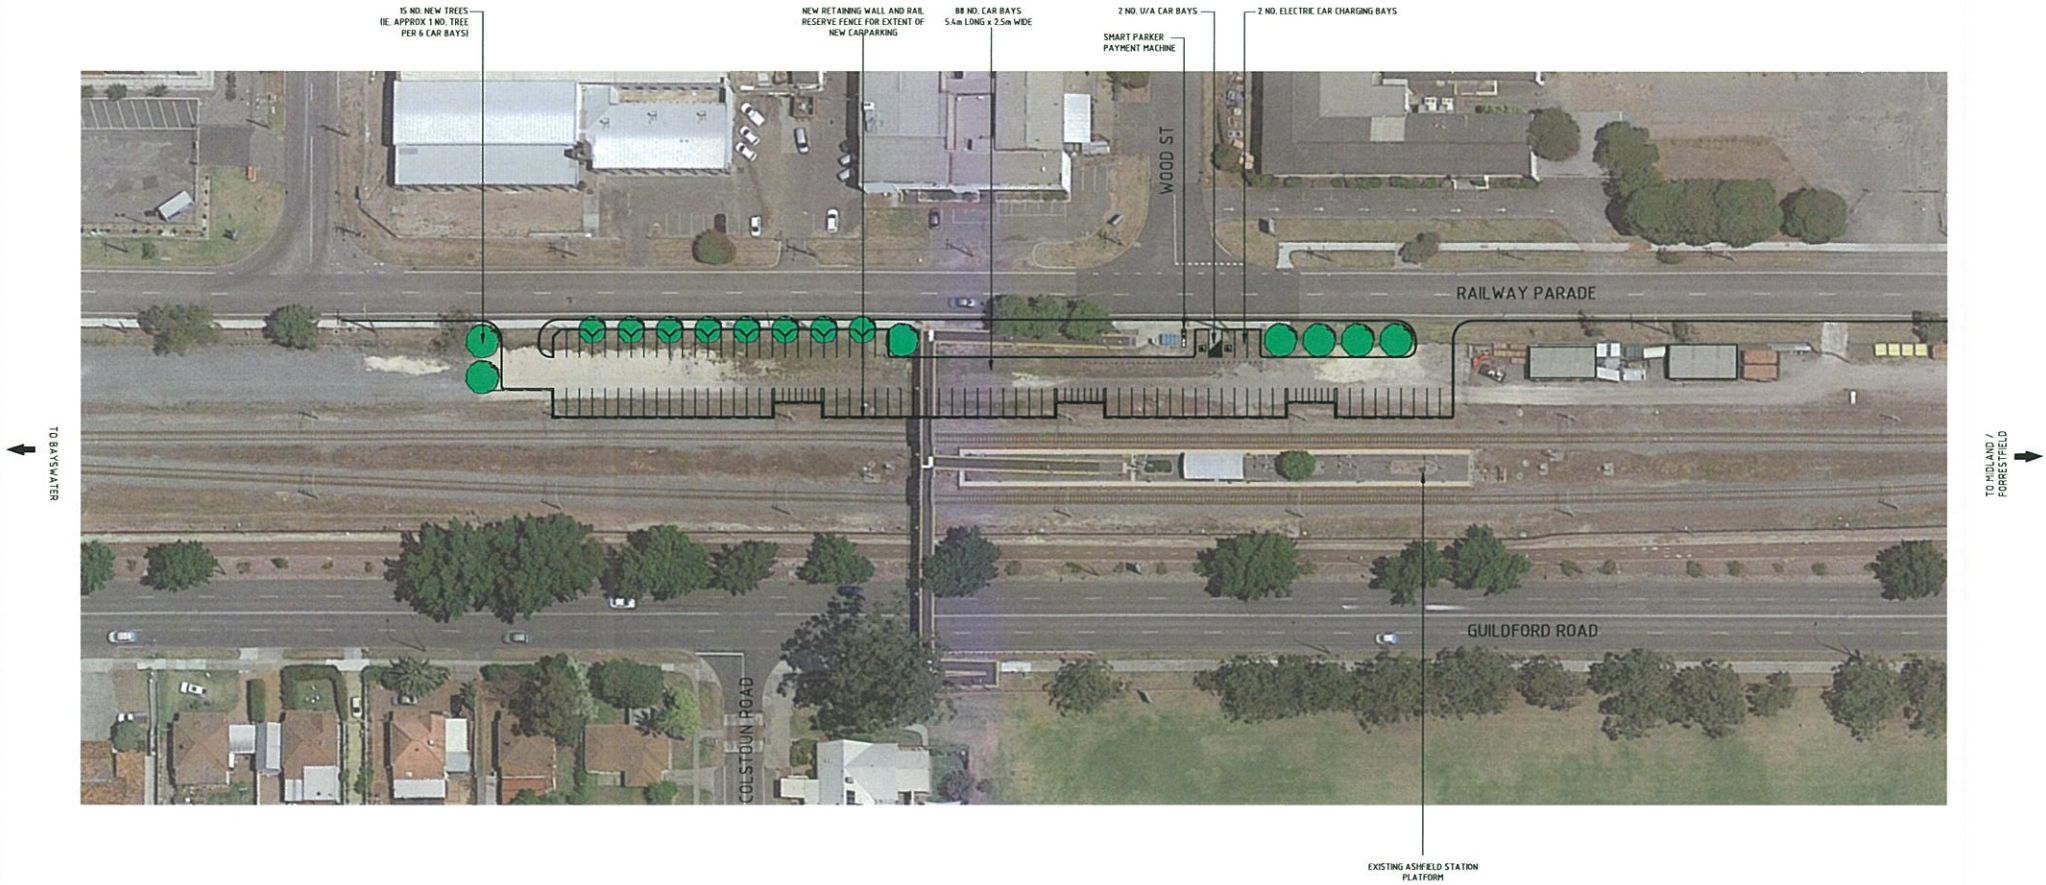 15 NO. NEW TREES
(IE. APPROX 1 NO. TREE
PER 6 CAR BAYS)
NEW RETAINING WALL AND RAIL
RESERVE FENCE FOR EXTENT OF
NEW CARPARKING
88 NO. CAR BAYS
5.4m LONG x 2.5m WIDE
2 NO. U/A CAR BAYS
2 NO. ELECTRIC CAR CHARGING BAYS
SMART PARKER
PAYMENT MACHINE
WOOD ST
RAILWAY PARADE
TO BAYSWATER
TO MIDLAND /
FORRESTFIELD
GUILDFORD ROAD
COLSTOUN ROAD
EXISTING ASHFIELD STATION
PLATFORM